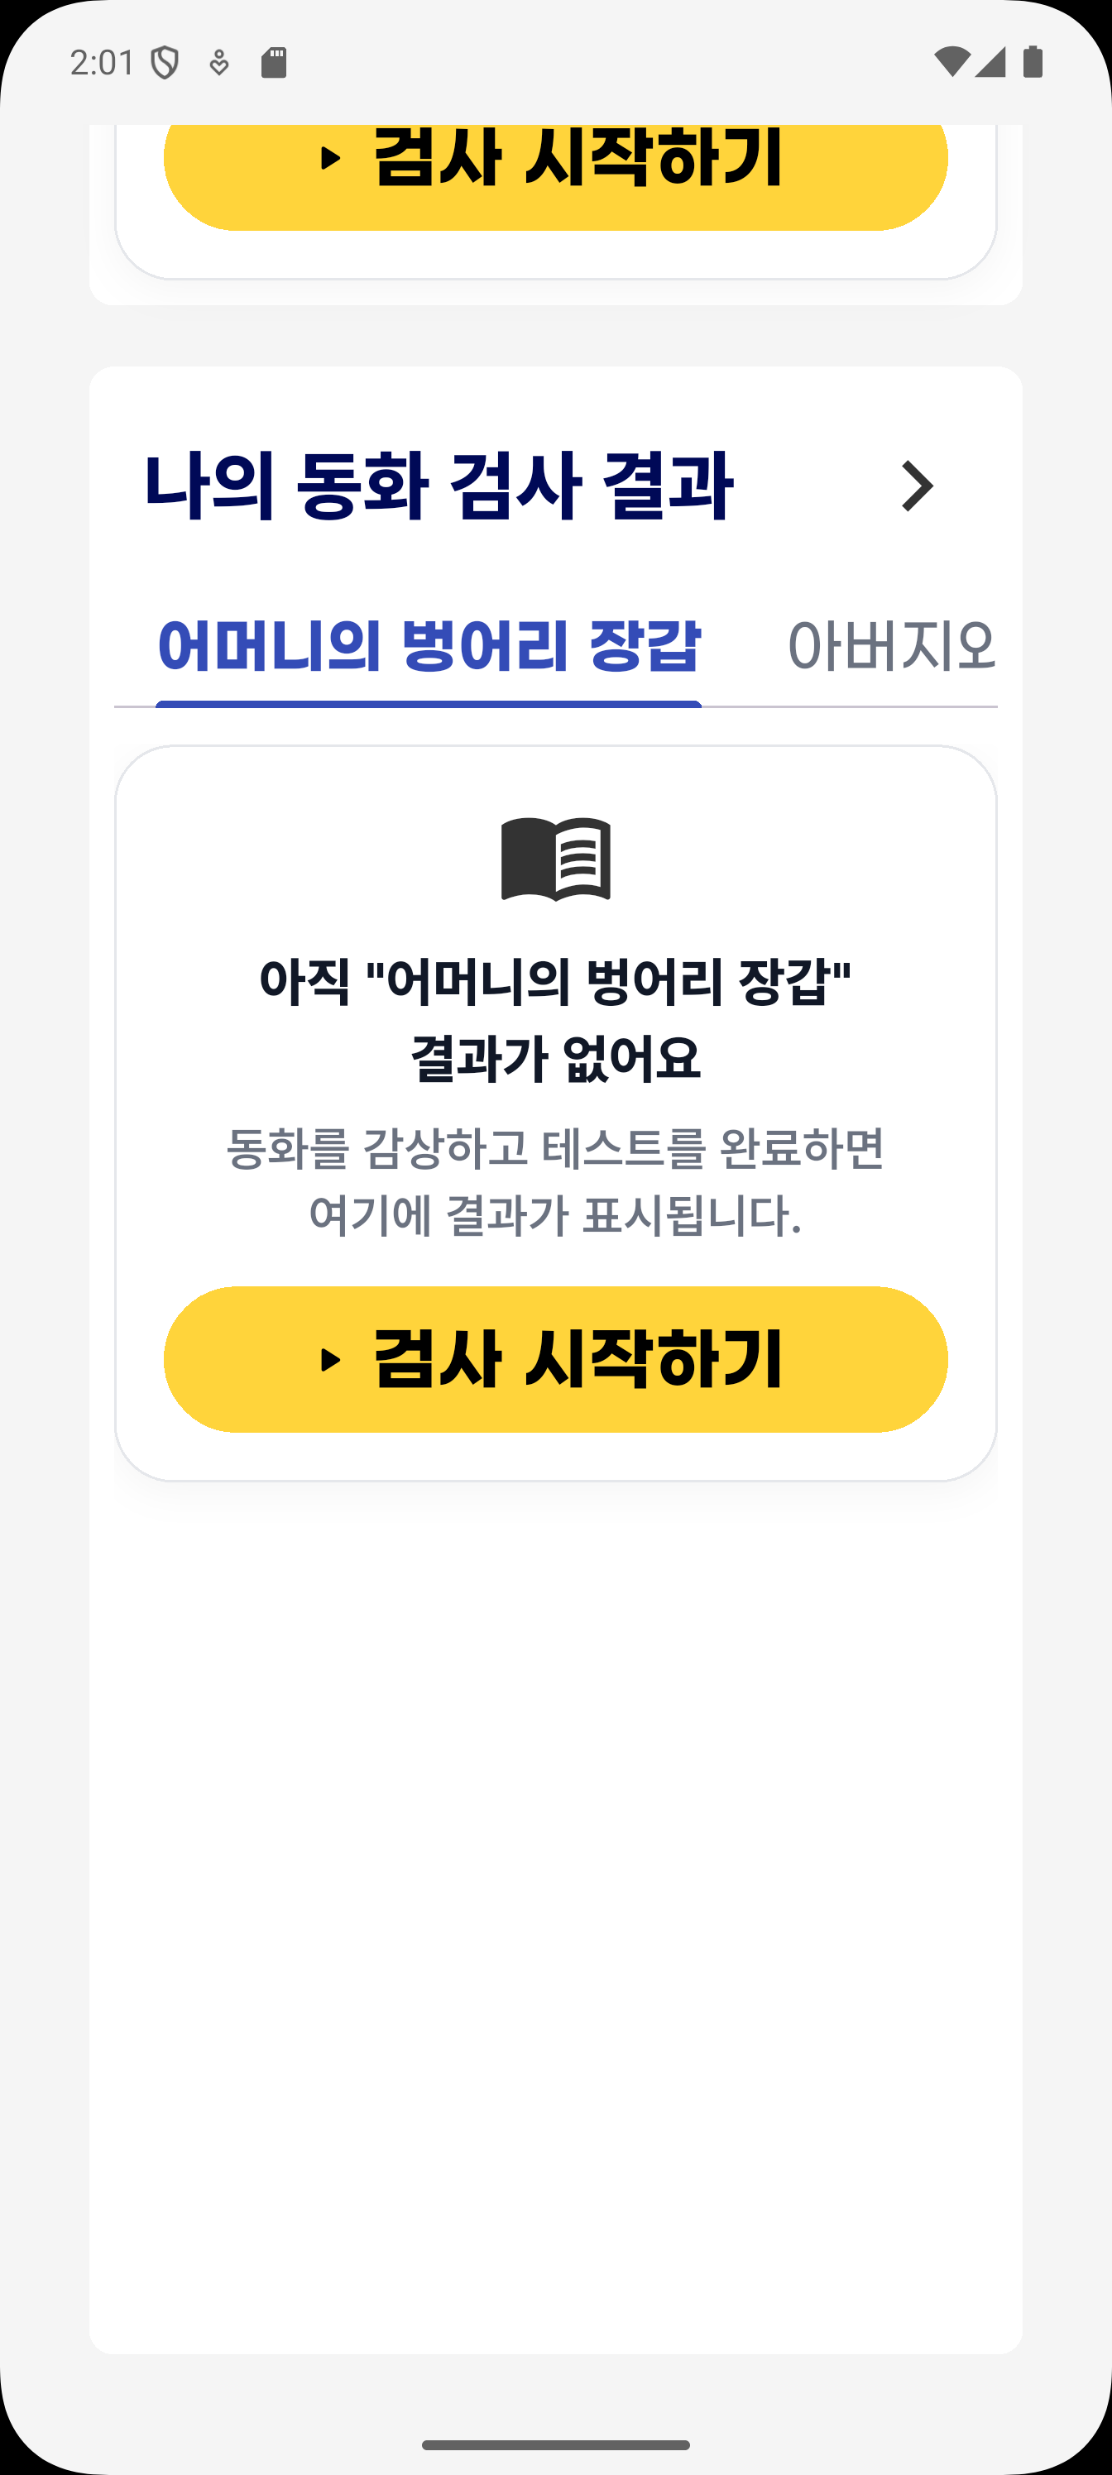 2:01
검사 시작하기
나의 동화 검사 결과
어머니의 벙어리 장갑
아버지와
아직 "어머니의 벙어리 장갑"
결과가 없어요
동화를 감상하고 테스트를 완료하면
여기에 결과가 표시됩니다.
검사 시작하기